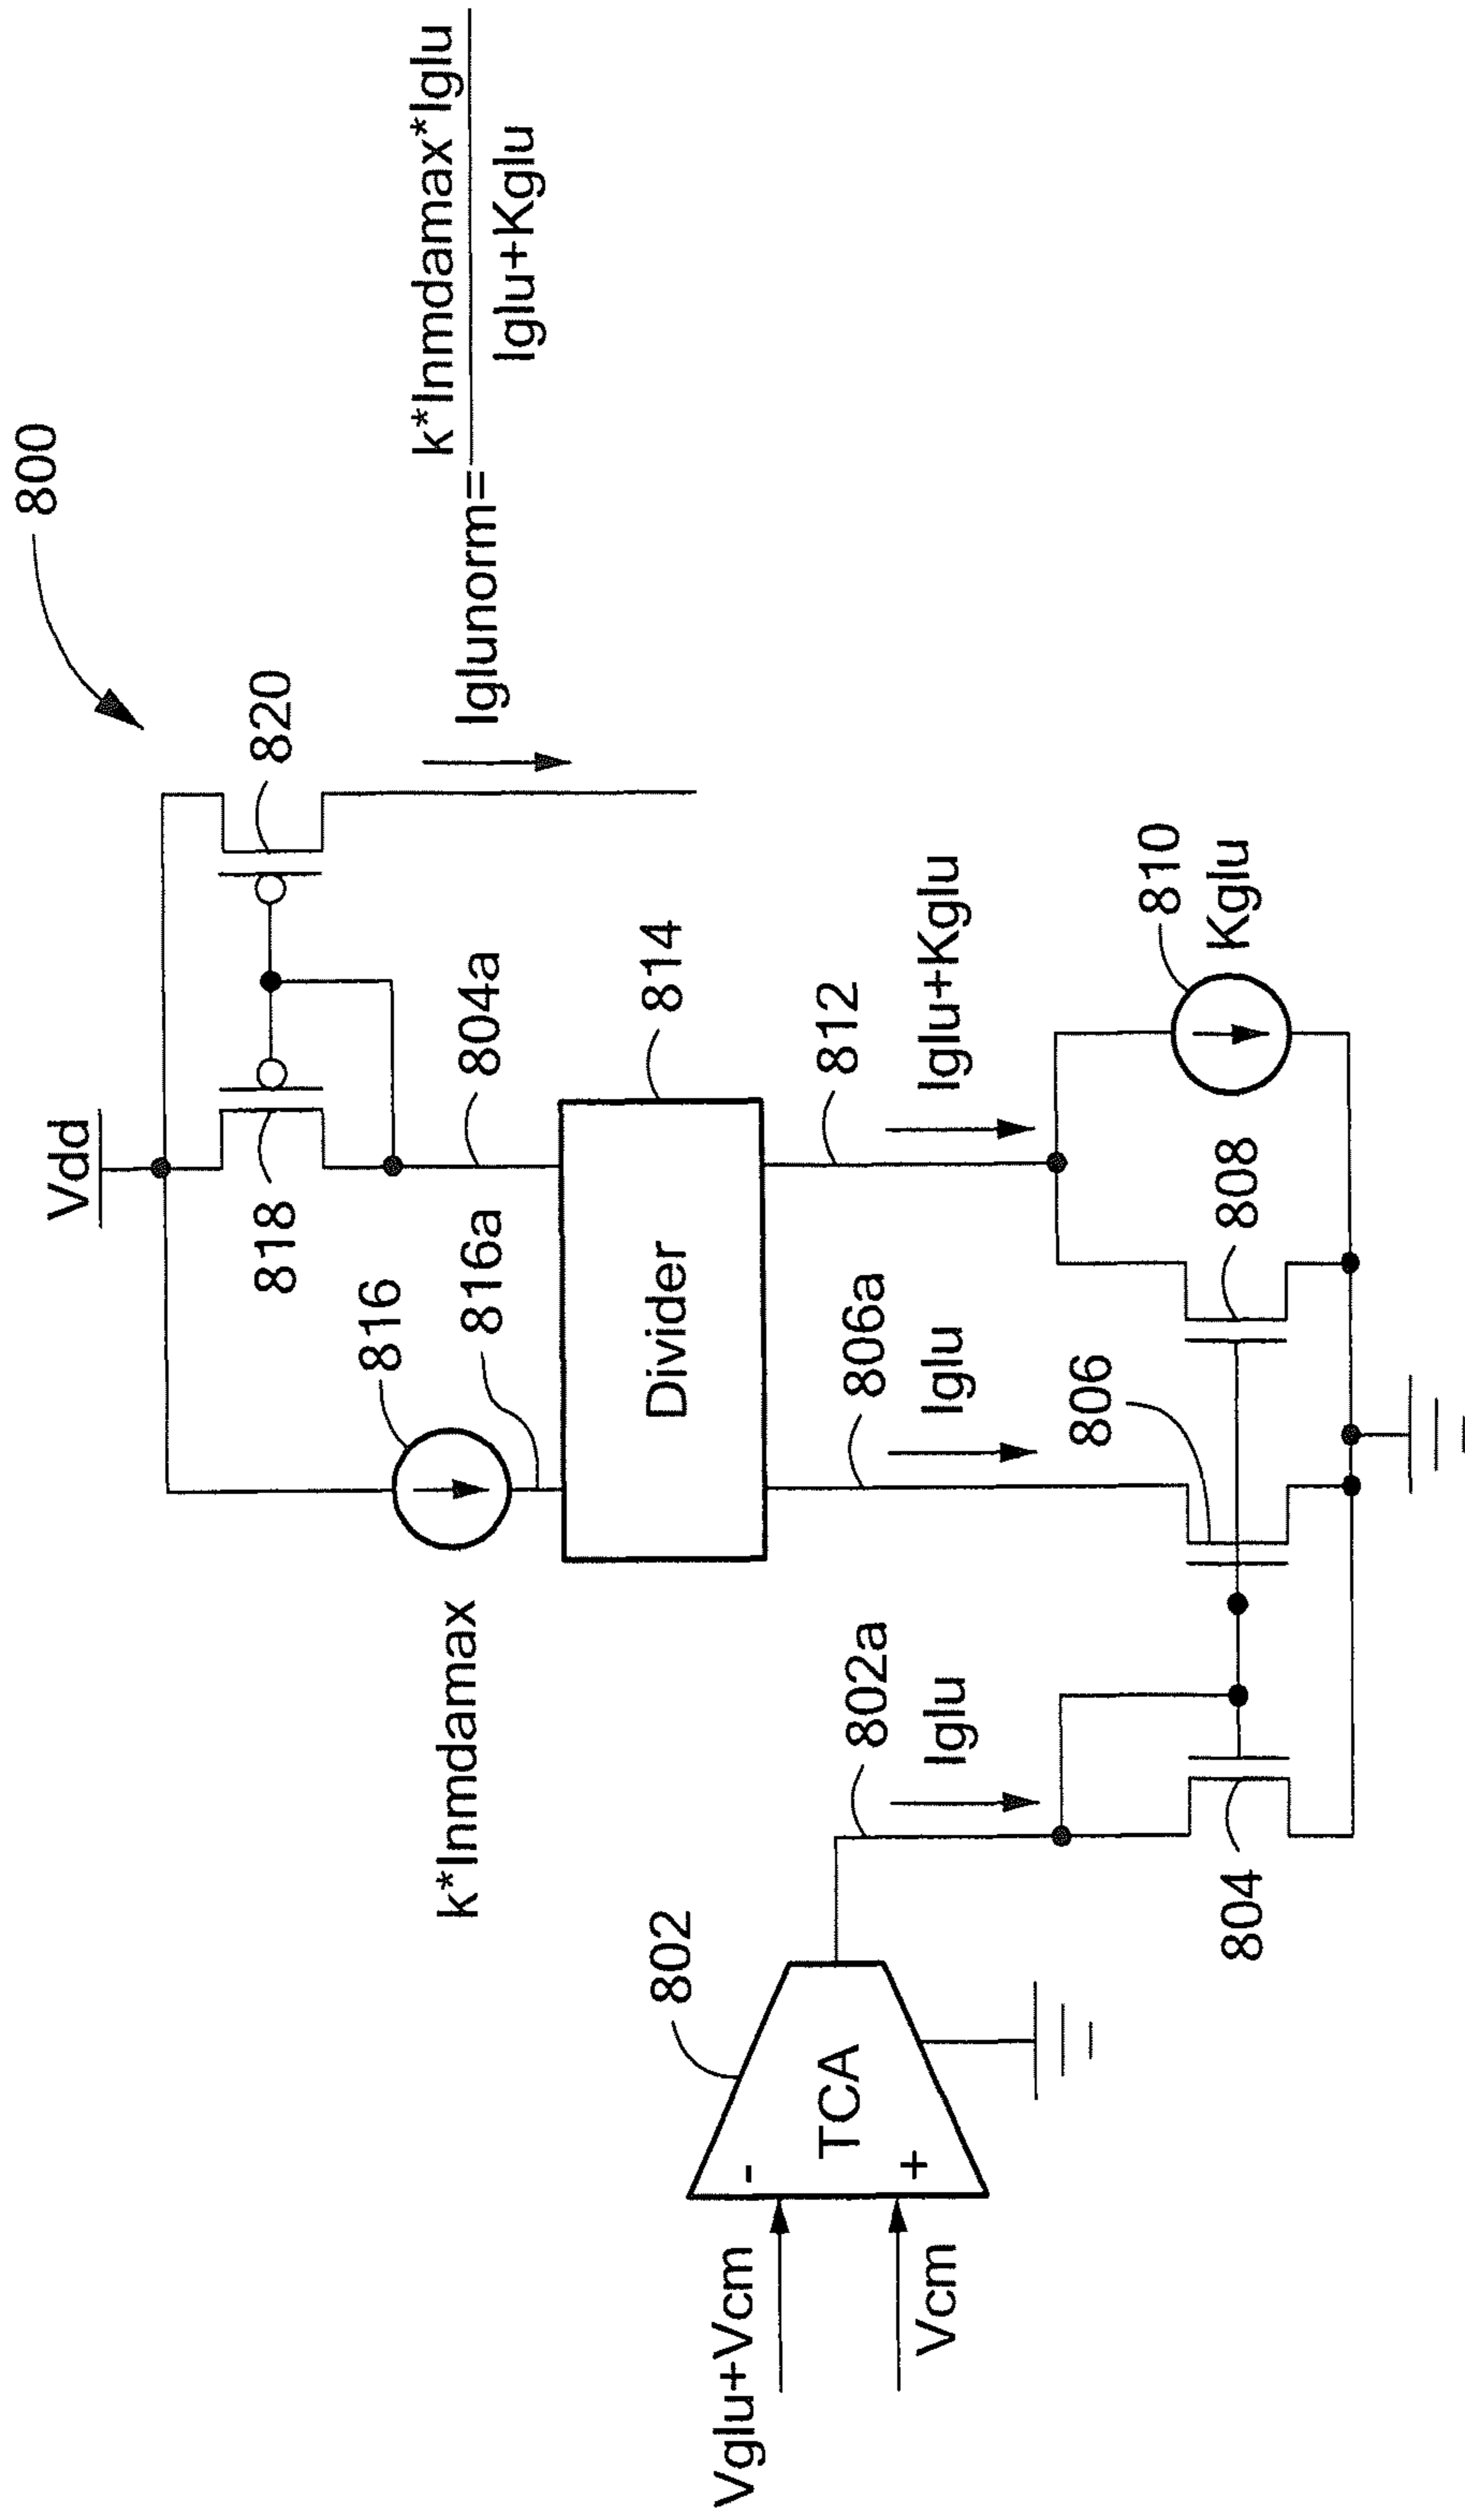 800
Vdd
818
820
k*Inmdamax*Iglu
Iglunorm=
Iglu+Kglu
816
k*Inmdamax
816a
804a
802
814
Divider
Vglu+Vcm
-
TCA
+
Vcm
802a
Iglu
806a
Iglu
812
Iglu+Kglu
806
810
Kglu
804
808